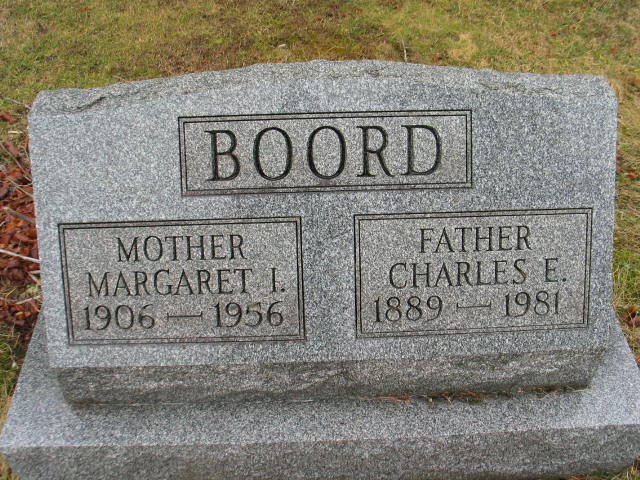 BOORD
MOTHER
MARGARET I.
1906 — 1956
FATHER
CHARLES E.
1889 — 1981